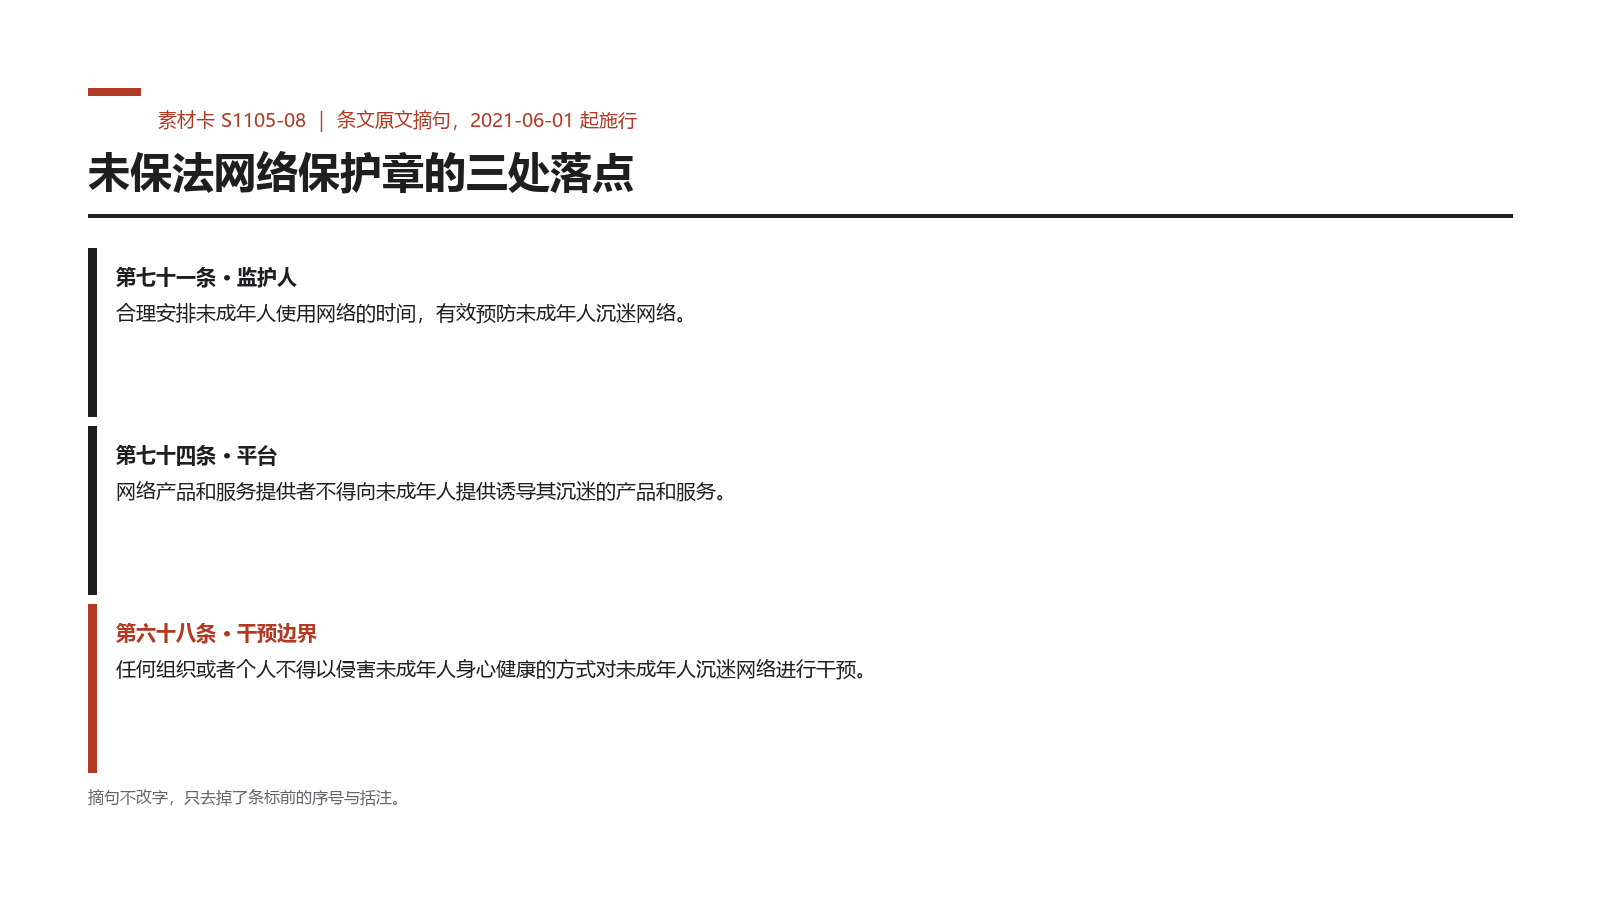 素材卡 S1105-08 ｜ 条文原文摘句，2021-06-01 起施行
未保法网络保护章的三处落点
第七十一条 · 监护人
合理安排未成年人使用网络的时间，有效预防未成年人沉迷网络。
第七十四条 · 平台
网络产品和服务提供者不得向未成年人提供诱导其沉迷的产品和服务。
第六十八条 · 干预边界
任何组织或者个人不得以侵害未成年人身心健康的方式对未成年人沉迷网络进行干预。
摘句不改字，只去掉了条标前的序号与括注。